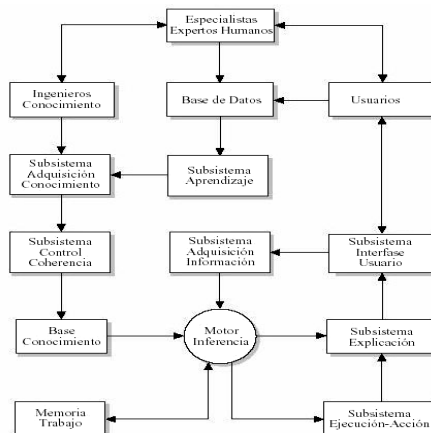 Especialistas
Expertos Humanos
Ingenieros
Conocimiento
Base de Datos
Usuarios
Subsistema
Adquisición
Conocimiento
Subsistema
Aprendizaje
Subsistema
Control
Coherencia
Subsistema
Adquisición
Información
Subsistema
Interfase
Usuario
Base
Conocimiento
Motor
Inferencia
Subsistema
Explicación
Memoria
Trabajo
Subsistema
Ejecución-Acción